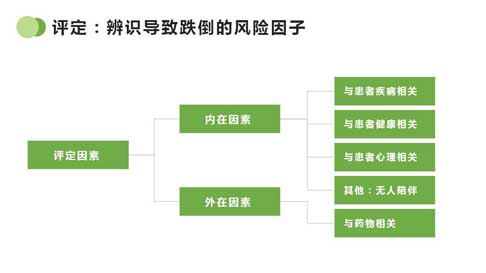 评定：辨识导致跌倒的风险因子
评定因素
内在因素
外在因素
与患者疾病相关
与患者健康相关
与患者心理相关
其他：无人陪伴
与药物相关